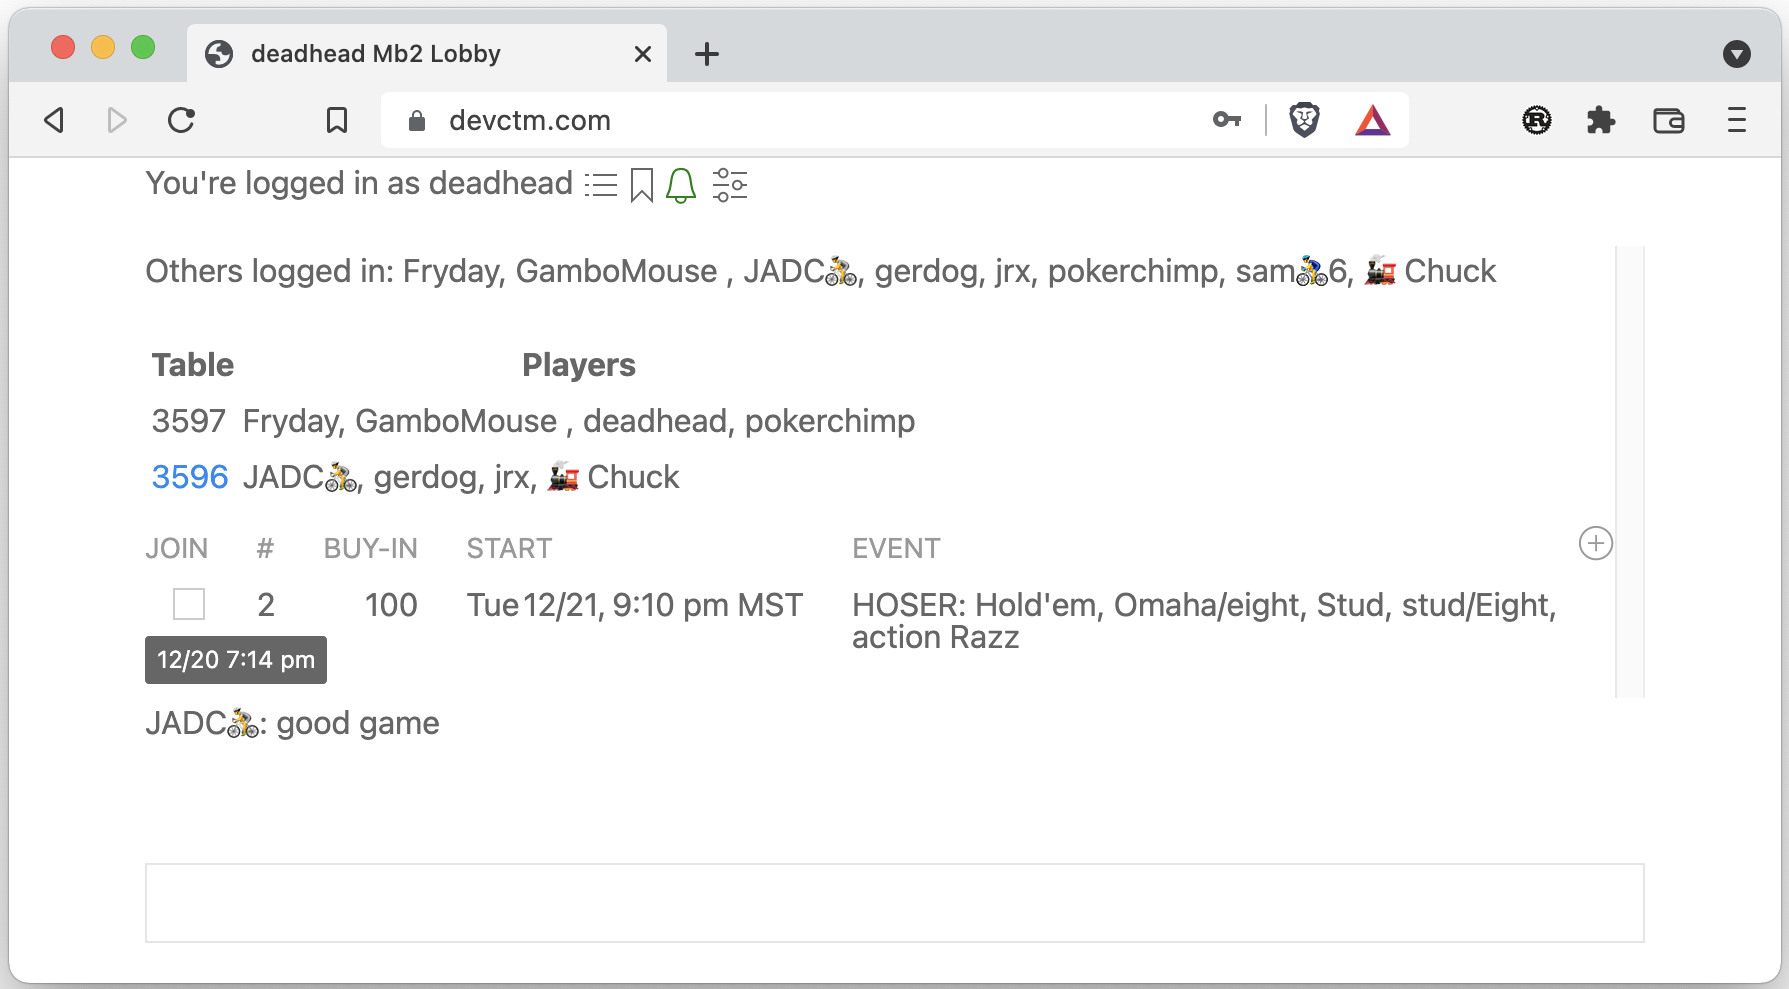 deadhead Mb2 Lobby
devctm.com
You're logged in as deadhead
Others logged in: Fryday, GamboMouse , JADC🚴, gerdog, jrx, pokerchimp, sam🚴6, 🚂 Chuck
Table Players
3597 Fryday, GamboMouse , deadhead, pokerchimp
3596 JADC🚴, gerdog, jrx, 🚂 Chuck
JOIN # BUY-IN START EVENT
2 100 Tue 12/21, 9:10 pm MST HOSER: Hold'em, Omaha/eight, Stud, stud/Eight,
action Razz
12/20 7:14 pm
JADC🚴: good game